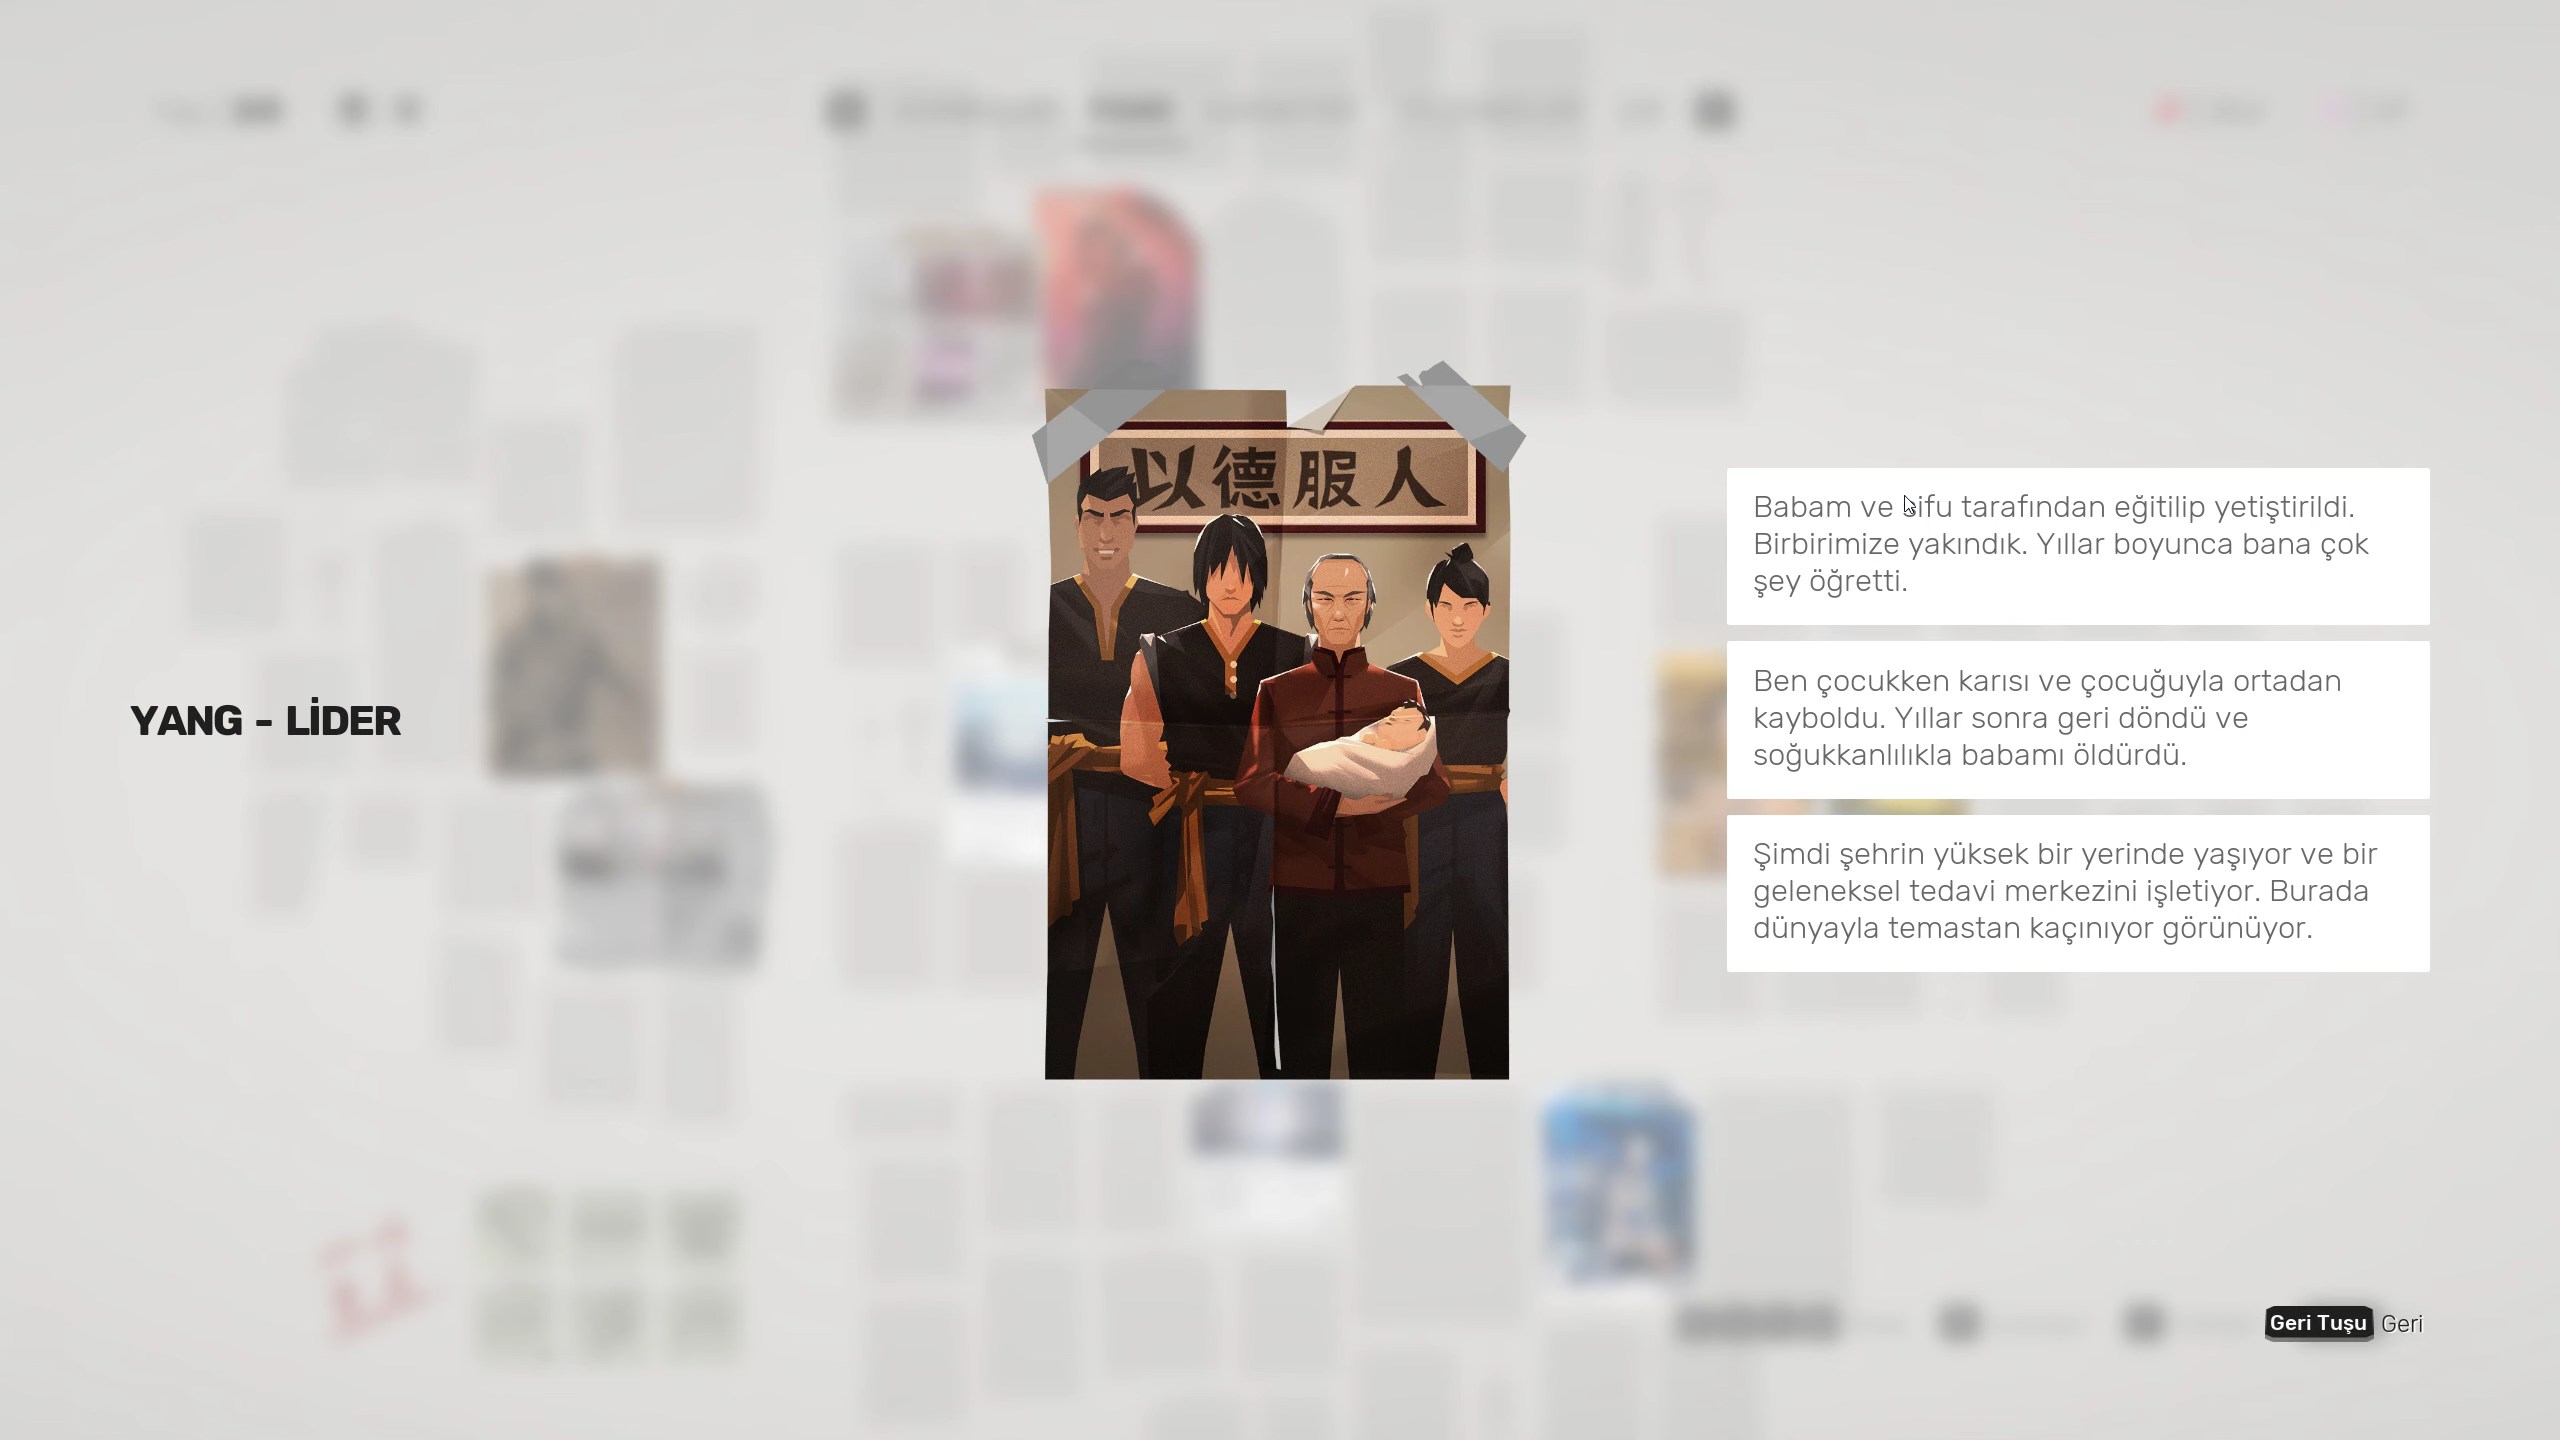 YANG - LİDER
以德服人
Babam ve sifu tarafından eğitilip yetiştirildi.
Birbirimize yakındık. Yıllar boyunca bana çok
şey öğretti.
Ben çocukken karısı ve çocuğuyla ortadan
kayboldu. Yıllar sonra geri döndü ve
soğukkanlılıkla babamı öldürdü.
Şimdi şehrin yüksek bir yerinde yaşıyor ve bir
geleneksel tedavi merkezini işletiyor. Burada
dünyayla temastan kaçınıyor görünüyor.
Geri Tuşu Geri